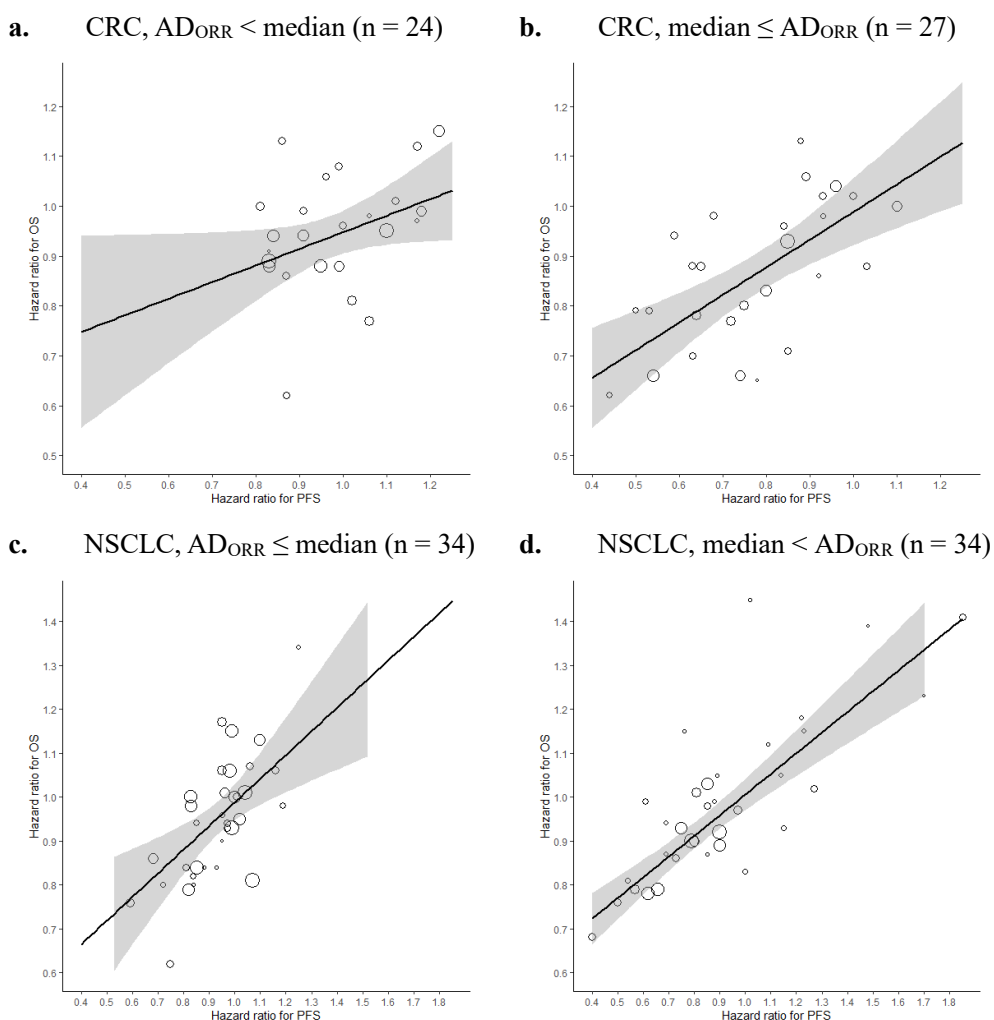 a. CRC, ADORR < median (n = 24)
Hazard ratio for OS
1.2
1.1
1.0
0.9
0.8
0.7
0.6
0.5
0.4 0.5 0.6 0.7 0.8 0.9 1.0 1.1 1.2
Hazard ratio for PFS
b. CRC, median ≤ ADORR (n = 27)
Hazard ratio for OS
1.2
1.1
1.0
0.9
0.8
0.7
0.6
0.5
0.4 0.5 0.6 0.7 0.8 0.9 1.0 1.1 1.2
Hazard ratio for PFS
c. NSCLC, ADORR ≤ median (n = 34)
Hazard ratio for OS
1.4
1.3
1.2
1.1
1.0
0.9
0.8
0.7
0.6
0.4 0.5 0.6 0.7 0.8 0.9 1.0 1.1 1.2 1.3 1.4 1.5 1.6 1.7 1.8
Hazard ratio for PFS
d. NSCLC, median < ADORR (n = 34)
Hazard ratio for OS
1.4
1.3
1.2
1.1
1.0
0.9
0.8
0.7
0.6
0.4 0.5 0.6 0.7 0.8 0.9 1.0 1.1 1.2 1.3 1.4 1.5 1.6 1.7 1.8
Hazard ratio for PFS